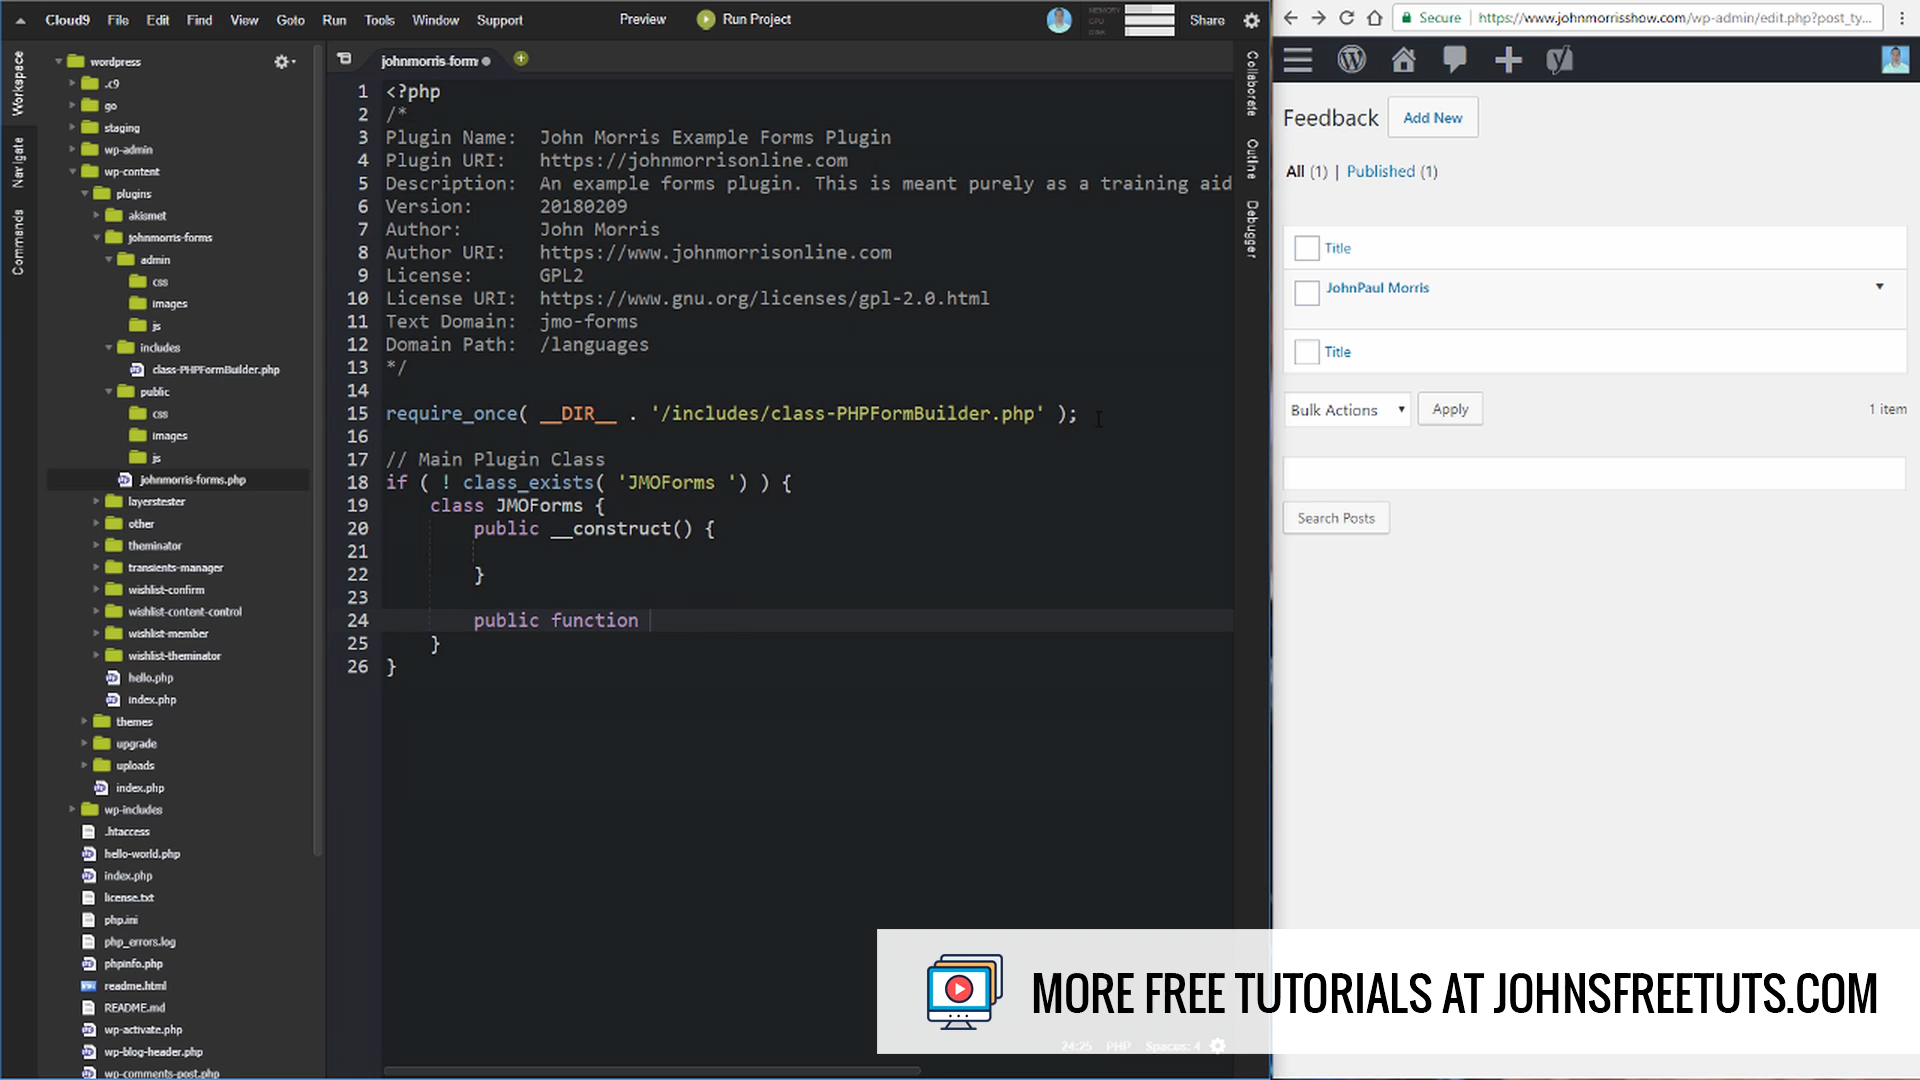 Cloud9 File Edit Find View Goto Run Tools Window Support Preview Run Project MEMORY CPU DISK Share
Workspace
Navigate
Commands
wordpress
.c9
go
staging
wp-admin
wp-content
plugins
akismet
johnmorris-forms
admin
css
images
js
includes
class-PHPFormBuilder.php
public
css
images
js
johnmorris-forms.php
layerstester
other
theminator
transients-manager
wishlist-confirm
wishlist-content-control
wishlist-member
wishlist-theminator
hello.php
index.php
themes
upgrade
uploads
index.php
wp-includes
.htaccess
hello-world.php
index.php
license.txt
php.ini
php_errors.log
phpinfo.php
readme.html
README.md
wp-activate.php
wp-blog-header.php
wp-comments-post.php
johnmorris-form
1 <?php
2 /*
3 Plugin Name: John Morris Example Forms Plugin
4 Plugin URI: https://johnmorrisonline.com
5 Description: An example forms plugin. This is meant purely as a training aid
6 Version: 20180209
7 Author: John Morris
8 Author URI: https://www.johnmorrisonline.com
9 License: GPL2
10 License URI: https://www.gnu.org/licenses/gpl-2.0.html
11 Text Domain: jmo-forms
12 Domain Path: /languages
13 */
14
15 require_once( __DIR__ . '/includes/class-PHPFormBuilder.php' );
16
17 // Main Plugin Class
18 if ( ! class_exists( 'JMOForms ') ) {
19 class JMOForms {
20 public __construct() {
21
22 }
23
24 public function
25 }
26 }
24:25 PHP Spaces: 4
Collaborate
Outline
Debugger
Secure https://www.johnmorrisshow.com/wp-admin/edit.php?post_ty...
Feedback Add New
All (1) | Published (1)
Title
JohnPaul Morris
Title
Bulk Actions Apply 1 item
Search Posts
MORE FREE TUTORIALS AT JOHNSFREETUTS.COM